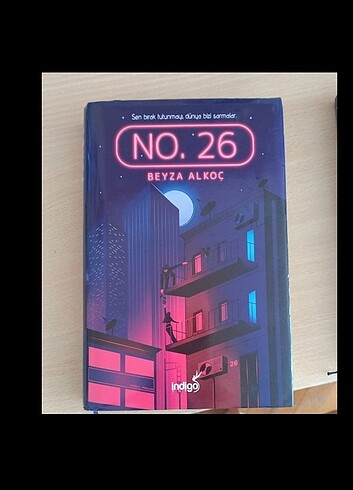 Sen bırak tutunmayı, dünya bizi sarmalar.
NO. 26
BEYZA ALKOÇ
26
indigo